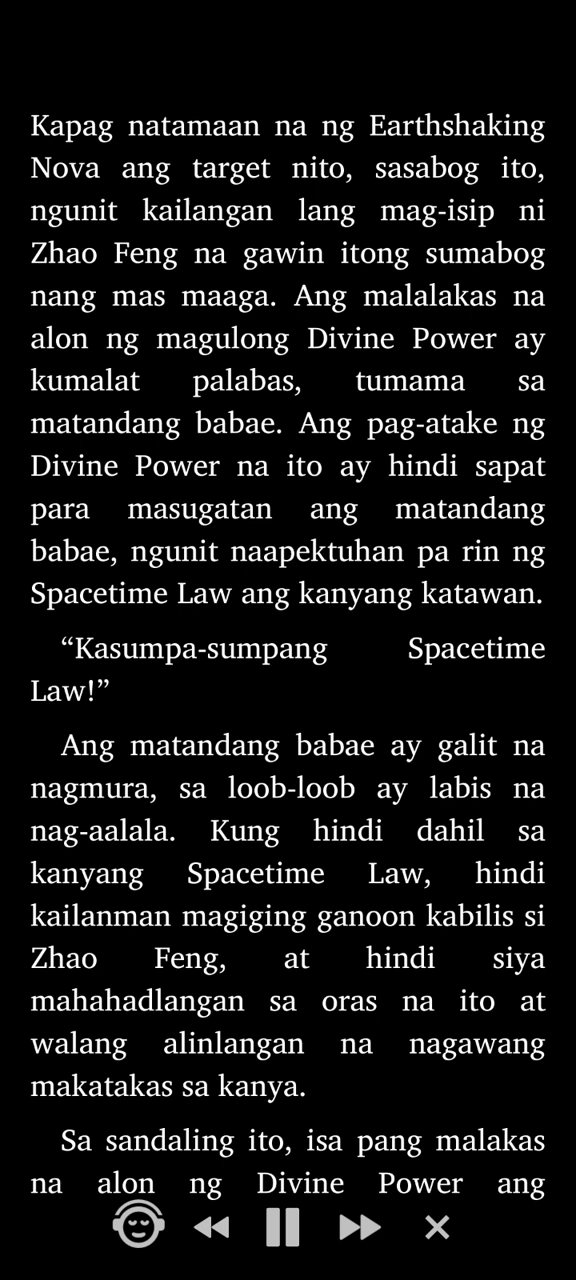 Kapag natamaan na ng Earthshaking
Nova ang target nito, sasabog ito,
ngunit kailangan lang mag-isip ni
Zhao Feng na gawin itong sumabog
nang mas maaga. Ang malalakas na
alon ng magulong Divine Power ay
kumalat palabas, tumama sa
matandang babae. Ang pag-atake ng
Divine Power na ito ay hindi sapat
para masugatan ang matandang
babae, ngunit naapektuhan pa rin ng
Spacetime Law ang kanyang katawan.
“Kasumpa-sumpang Spacetime
Law!”
Ang matandang babae ay galit na
nagmura, sa loob-loob ay labis na
nag-aalala. Kung hindi dahil sa
kanyang Spacetime Law, hindi
kailanman magiging ganoon kabilis si
Zhao Feng, at hindi siya
mahahadlangan sa oras na ito at
walang alinlangan na nagawang
makatakas sa kanya.
Sa sandaling ito, isa pang malakas
na alon ng Divine Power ang